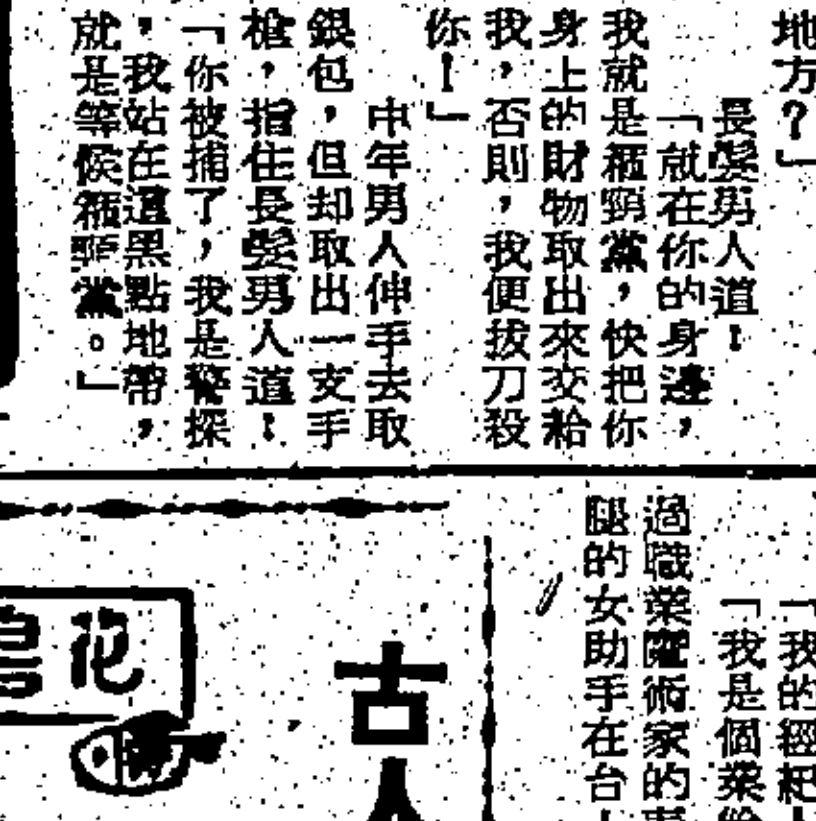 地方？」
長髮男人道：
「就在你的身邊，
我就是箍頸黨，快把你
身上的財物取出來交給
我，否則，我便拔刀殺
你！」
中年男人伸手去取
銀包，但却取出一支手
槍，指住長髮男人道：
「你被捕了，我是警探
，我站在這黑點地帶，
就是等候箍頸黨。」
「我的經紀人
「我是個業餘
過職業魔術家的
腿的女助手在台
古人